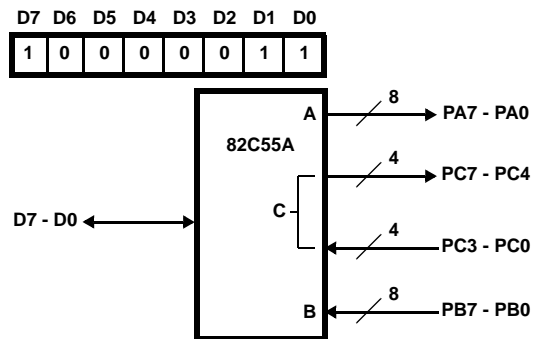 D7 D6 D5 D4 D3 D2 D1 D0
1 0 0 0 0 0 1 1
8
A
PA7 - PA0
82C55A
4
PC7 - PC4
C
D7 - D0
4
PC3 - PC0
8
B
PB7 - PB0